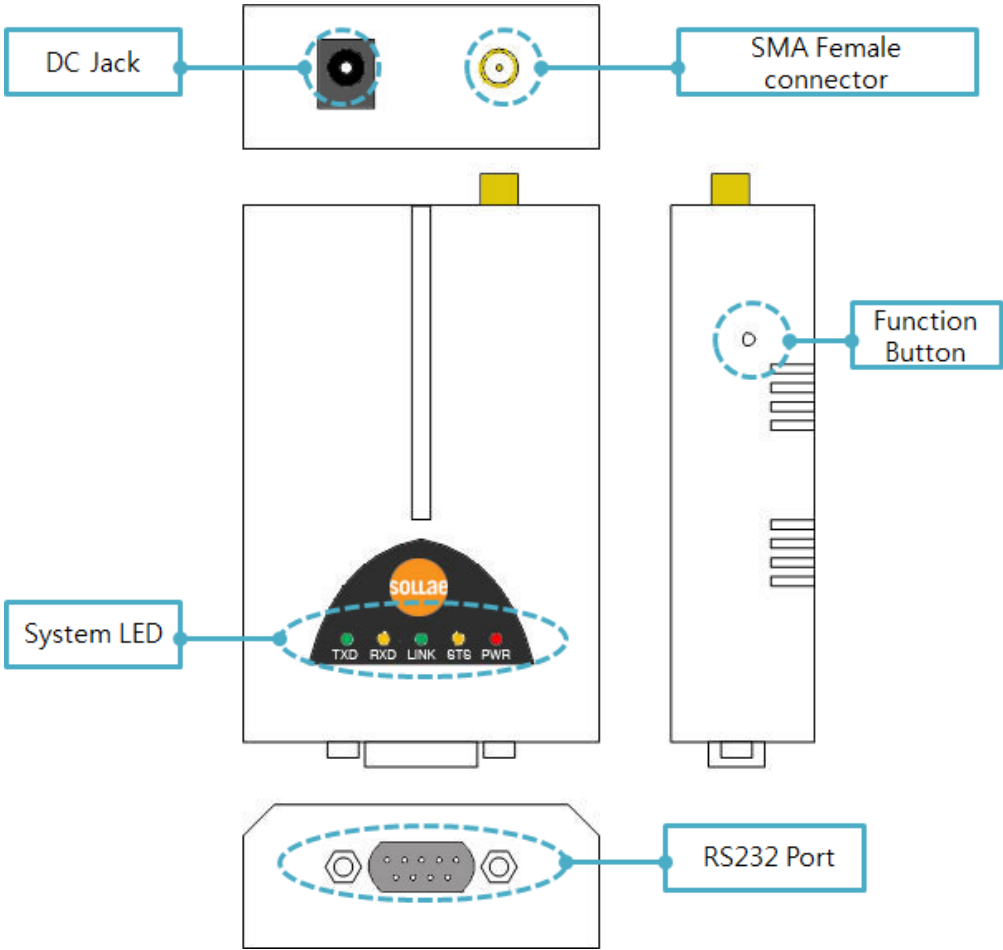 DC Jack
SMA Female
connector
Function
Button
sollae
System LED
TXD RXD LINK STS PWR
RS232 Port